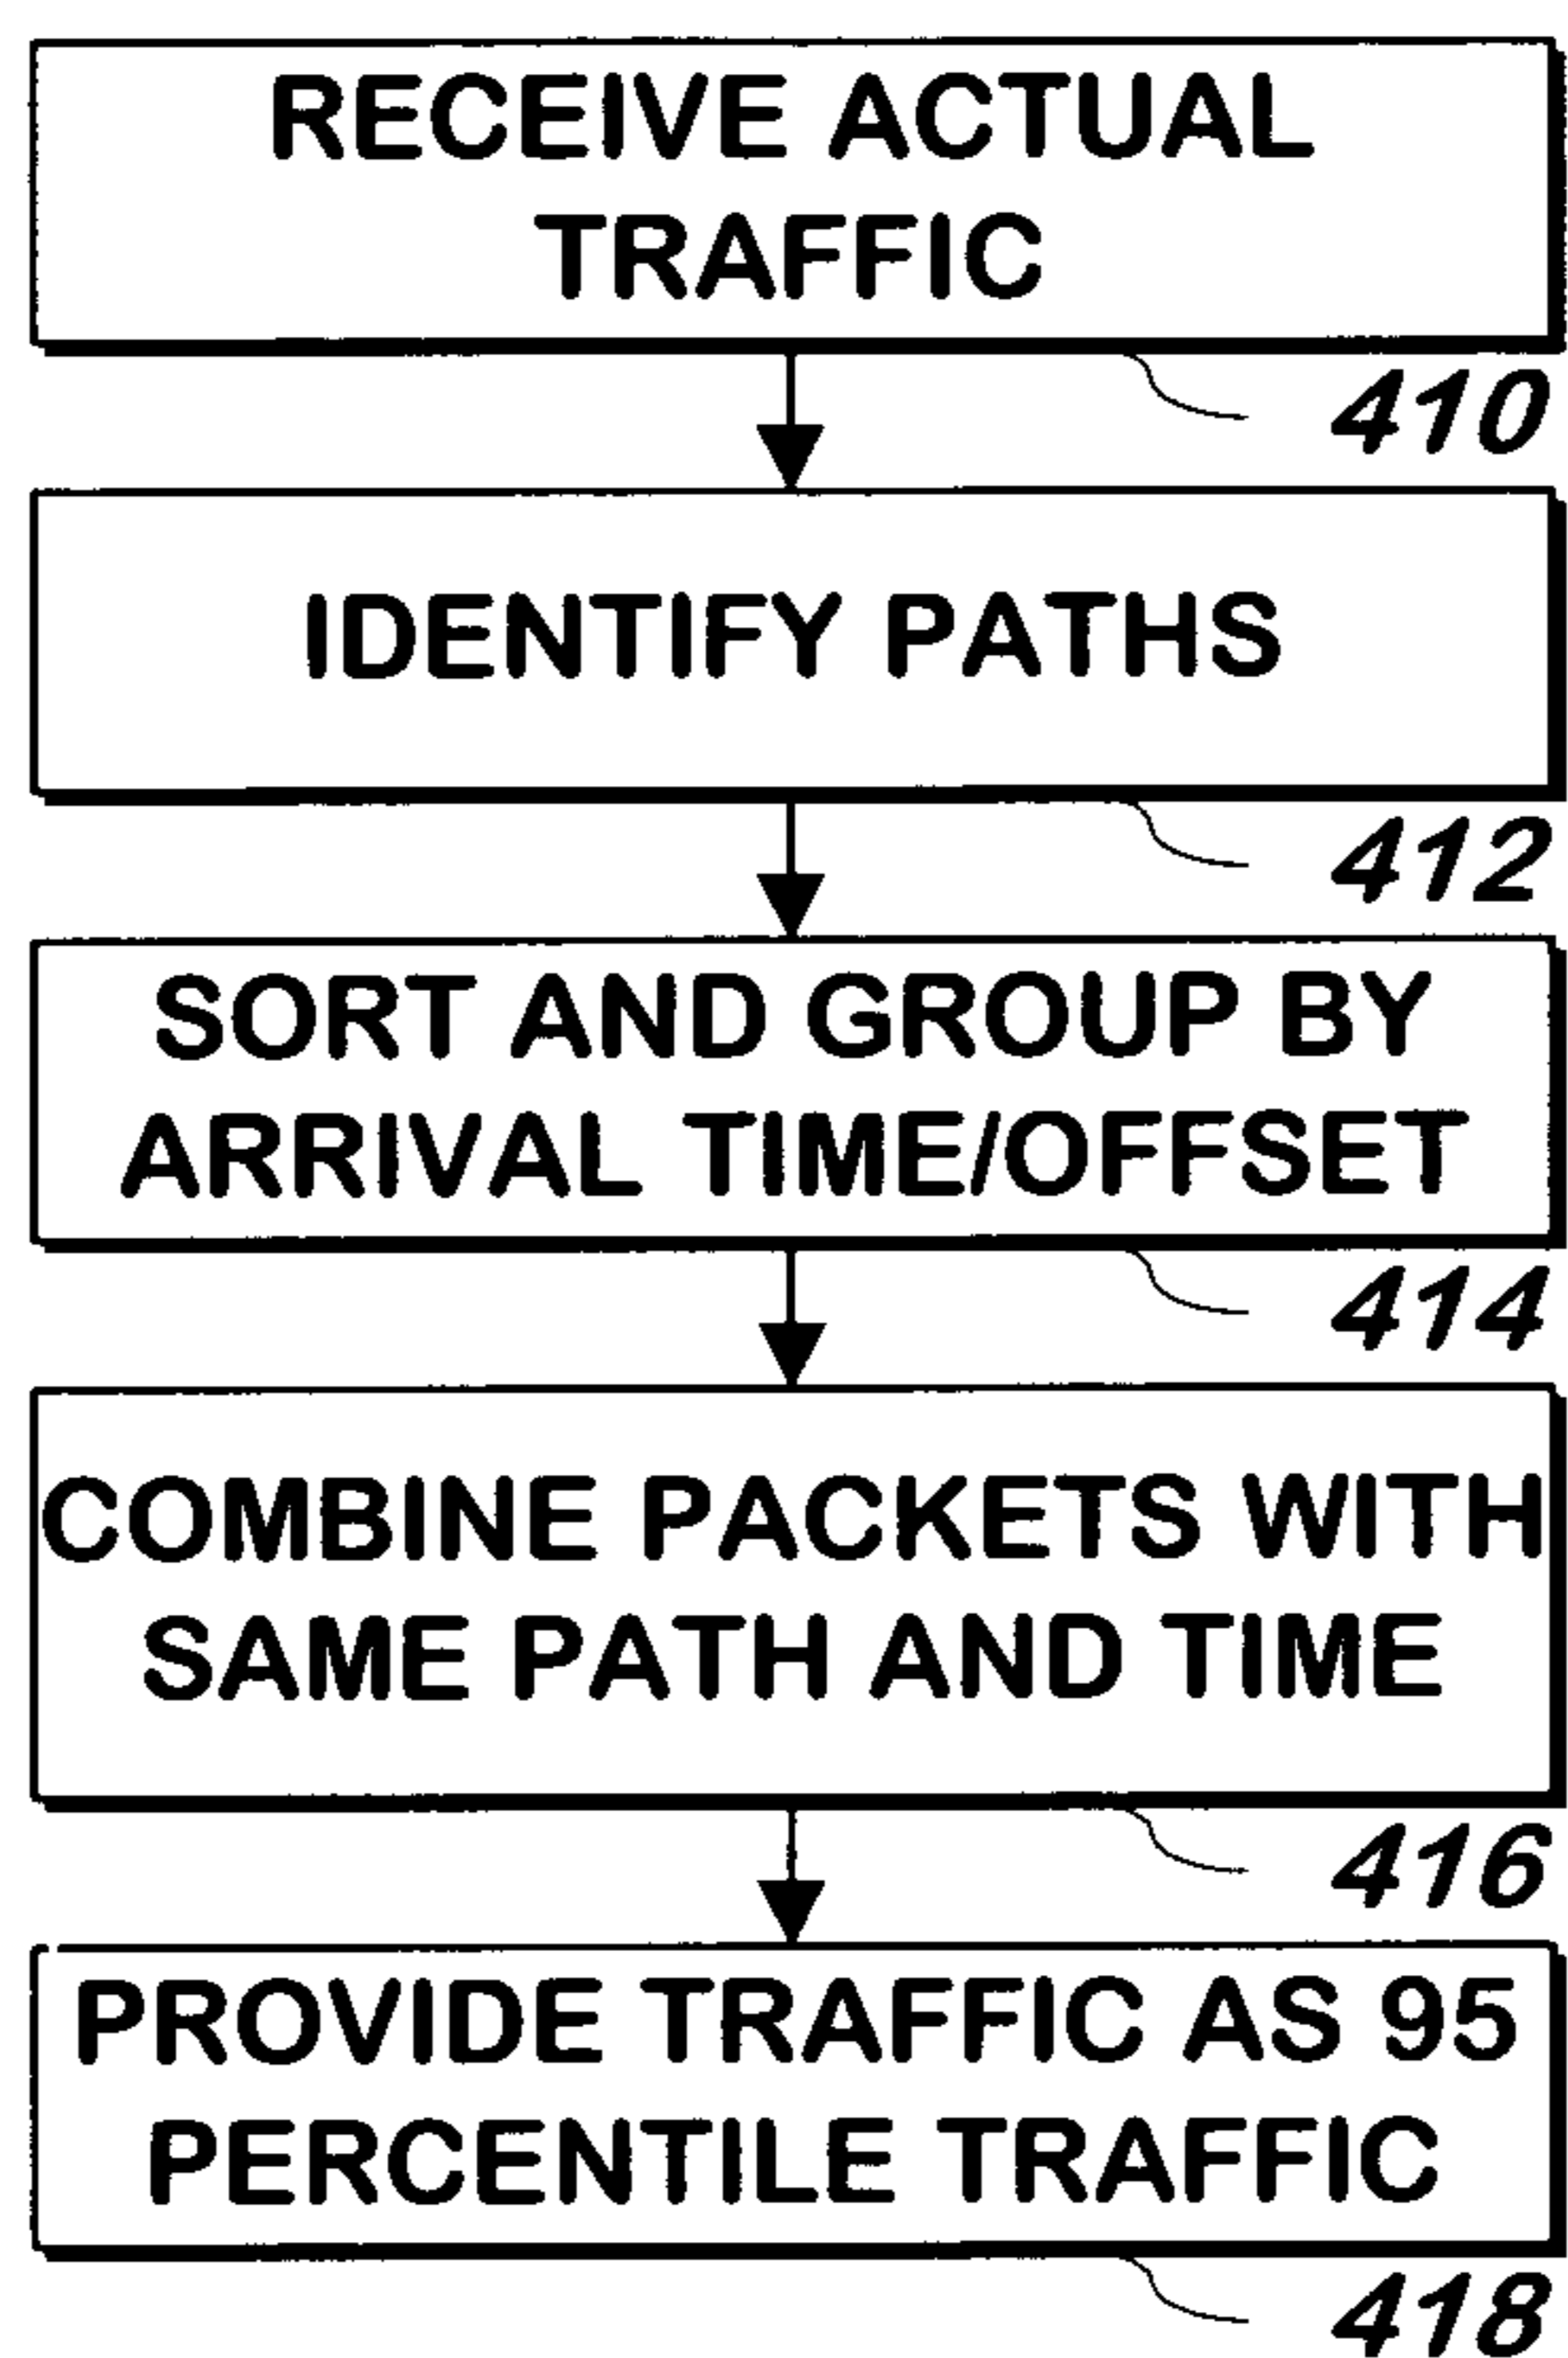 RECEIVE ACTUAL
TRAFFIC
410
IDENTIFY PATHS
412
SORT AND GROUP BY
ARRIVAL TIME/OFFSET
414
COMBINE PACKETS WITH
SAME PATH AND TIME
416
PROVIDE TRAFFIC AS 95
PERCENTILE TRAFFIC
418